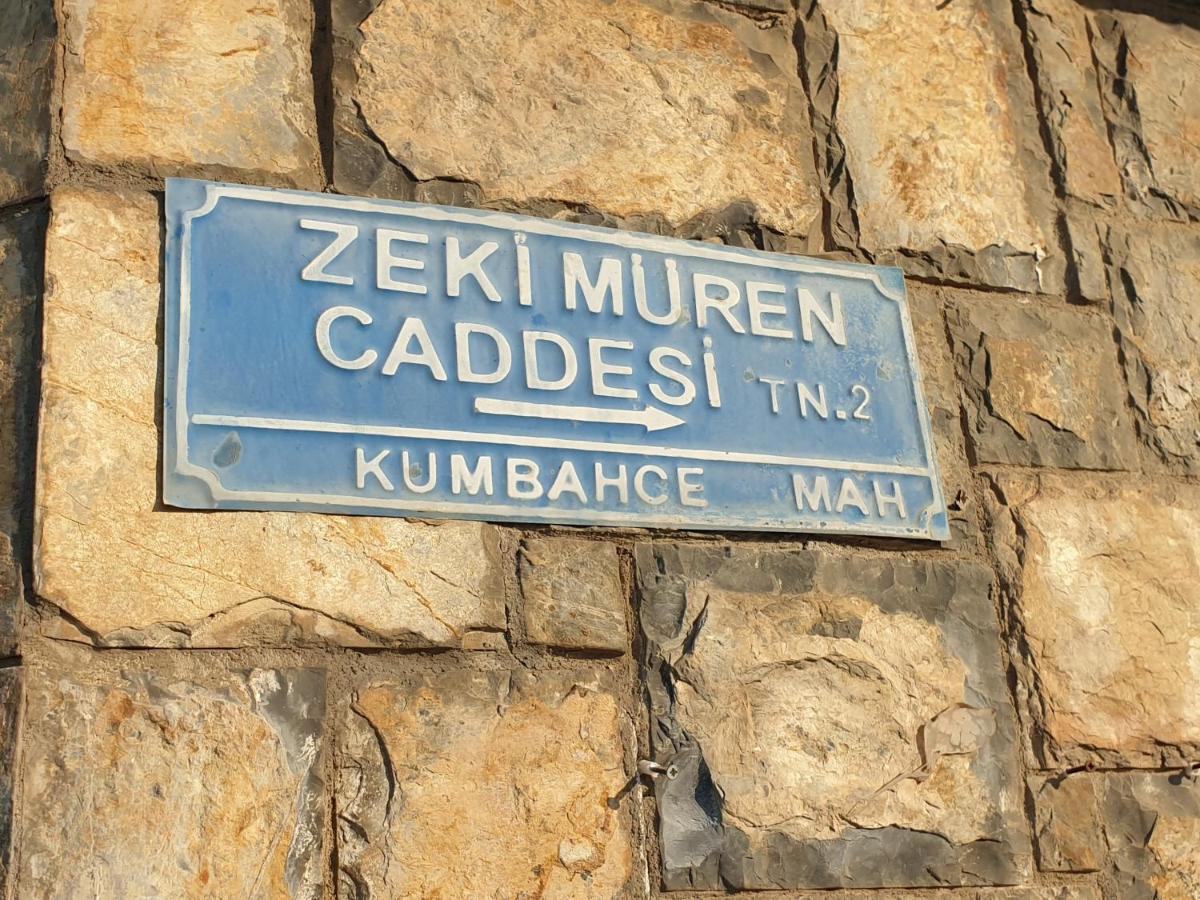 ZEKİ MÜREN
CADDESİ TN.2
KUMBAHCE MAH